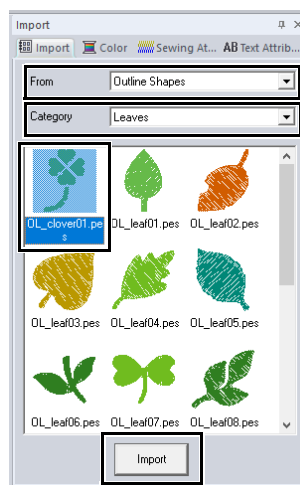 Import
Import Color Sewing At... AB Text Attrib...
From Outline Shapes
Category Leaves
OL_clover01.pe
s
OL_leaf01.pes OL_leaf02.pes
OL_leaf03.pes OL_leaf04.pes OL_leaf05.pes
OL_leaf06.pes OL_leaf07.pes OL_leaf08.pes
Import